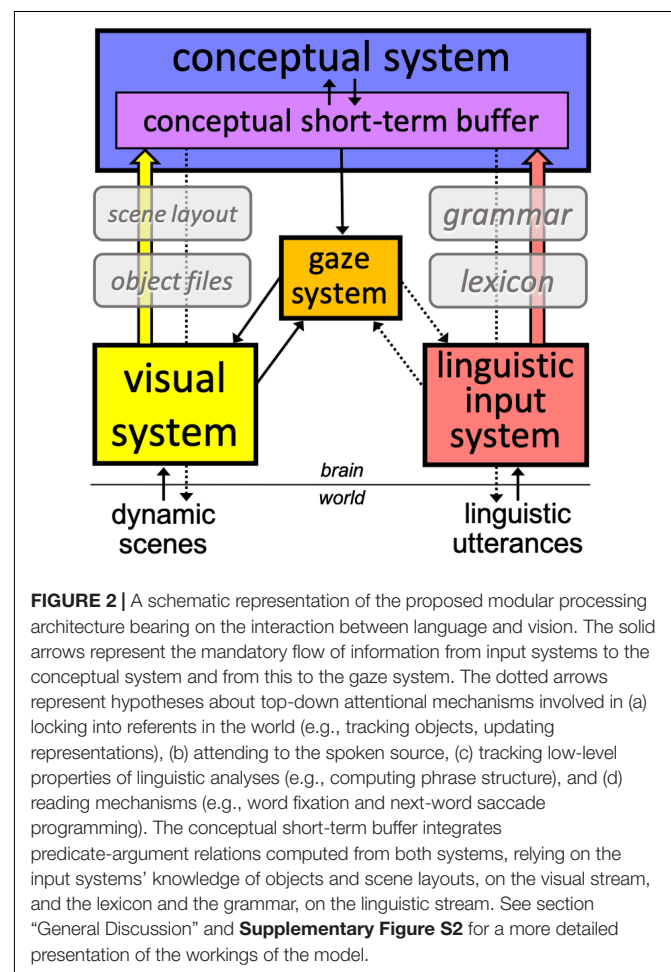 conceptual system
conceptual short-term buffer
scene layout
grammar
gaze
system
object files
lexicon
visual
system
linguistic
input
system
brain
world
dynamic
scenes
linguistic
utterances
FIGURE 2 | A schematic representation of the proposed modular processing
architecture bearing on the interaction between language and vision. The solid
arrows represent the mandatory flow of information from input systems to the
conceptual system and from this to the gaze system. The dotted arrows
represent hypotheses about top-down attentional mechanisms involved in (a)
locking into referents in the world (e.g., tracking objects, updating
representations), (b) attending to the spoken source, (c) tracking low-level
properties of linguistic analyses (e.g., computing phrase structure), and (d)
reading mechanisms (e.g., word fixation and next-word saccade
programming). The conceptual short-term buffer integrates
predicate-argument relations computed from both systems, relying on the
input systems' knowledge of objects and scene layouts, on the visual stream,
and the lexicon and the grammar, on the linguistic stream. See section
“General Discussion” and Supplementary Figure S2 for a more detailed
presentation of the workings of the model.